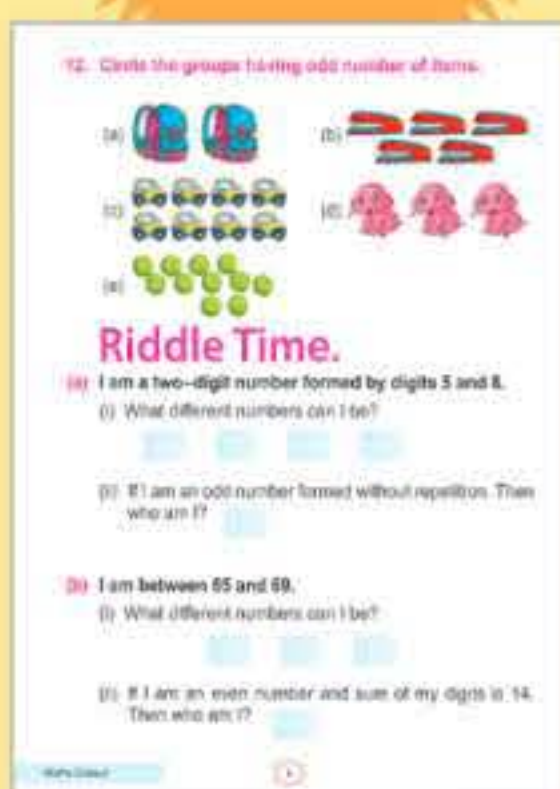 12. Circle the groups having odd number of items.
(a)
(b)
(c)
(d)
(e)
Riddle Time.
(a) I am a two-digit number formed by digits 5 and 8.
(i) What different numbers can I be?
(ii) If I am an odd number formed without repetition. Then
who am I?
(b) I am between 65 and 69.
(i) What different numbers can I be?
(ii) If I am an even number and sum of my digits is 14.
Then who am I?